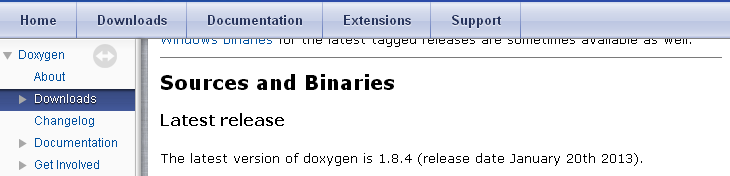 Home Downloads Documentation Extensions Support
Windows binaries for the latest tagged releases are sometimes available as well.
Doxygen
About
Downloads
Changelog
Documentation
Get Involved
Sources and Binaries
Latest release
The latest version of doxygen is 1.8.4 (release date January 20th 2013).